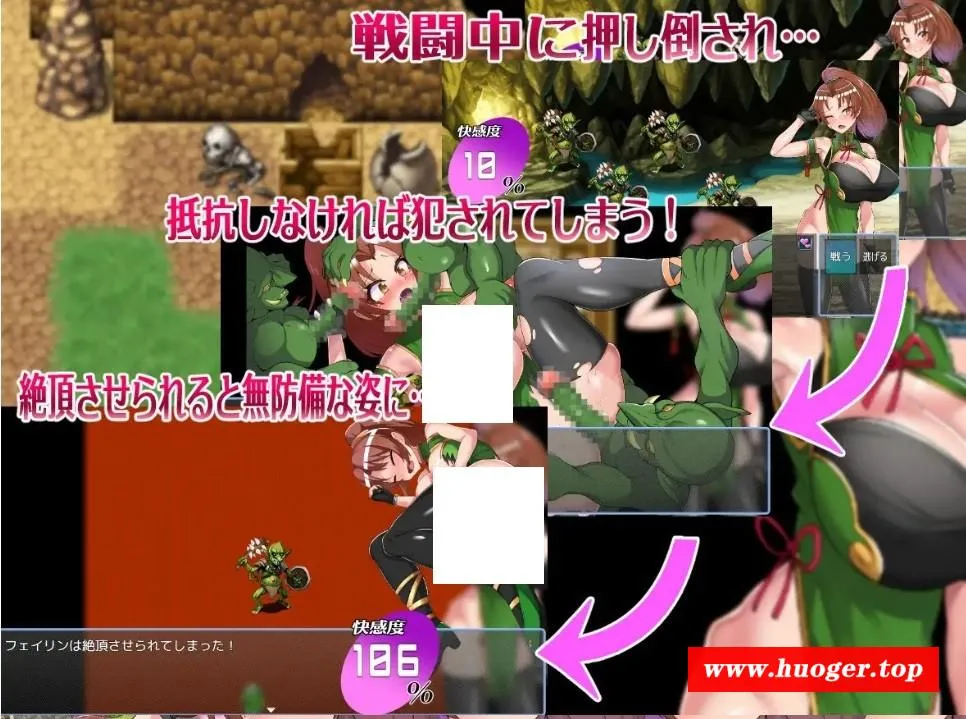 戦闘中に押し倒され…
快感度
10
%
戦う 逃げる
抵抗しなければ犯されてしまう!
絶頂させられると無防備な姿に…
フェイリンは絶頂させられてしまった!
快感度
106
%
www.huoger.top